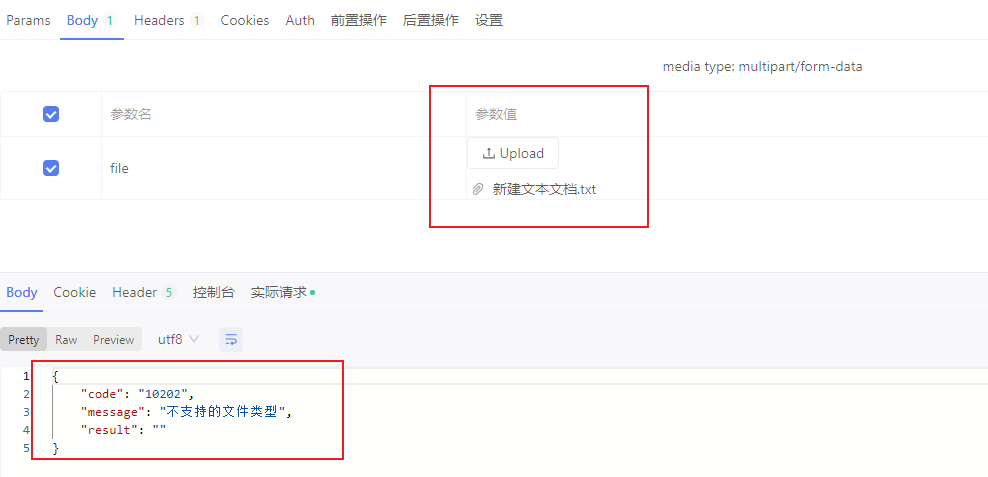 Params Body 1 Headers 1 Cookies Auth 前置操作 后置操作 设置
media type: multipart/form-data
参数名 参数值
file Upload
新建文本文档.txt
Body Cookie Header 5 控制台 实际请求
Pretty Raw Preview utf8
1 {
2 "code": "10202",
3 "message": "不支持的文件类型",
4 "result": ""
5 }